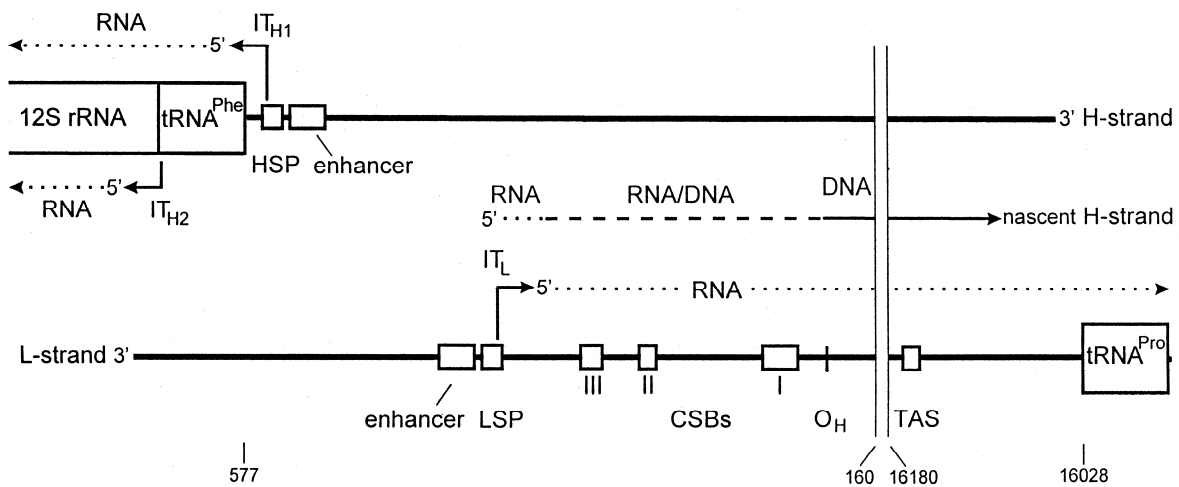 RNA IT_H1
5’
12S rRNA tRNA^Phe 3’ H-strand
HSP enhancer
5’ RNA RNA/DNA DNA
RNA IT_H2 5’ nascent H-strand
IT_L
5’ RNA
L-strand 3’ tRNA^Pro
III II I
enhancer LSP CSBs O_H TAS
577 160 16180 16028